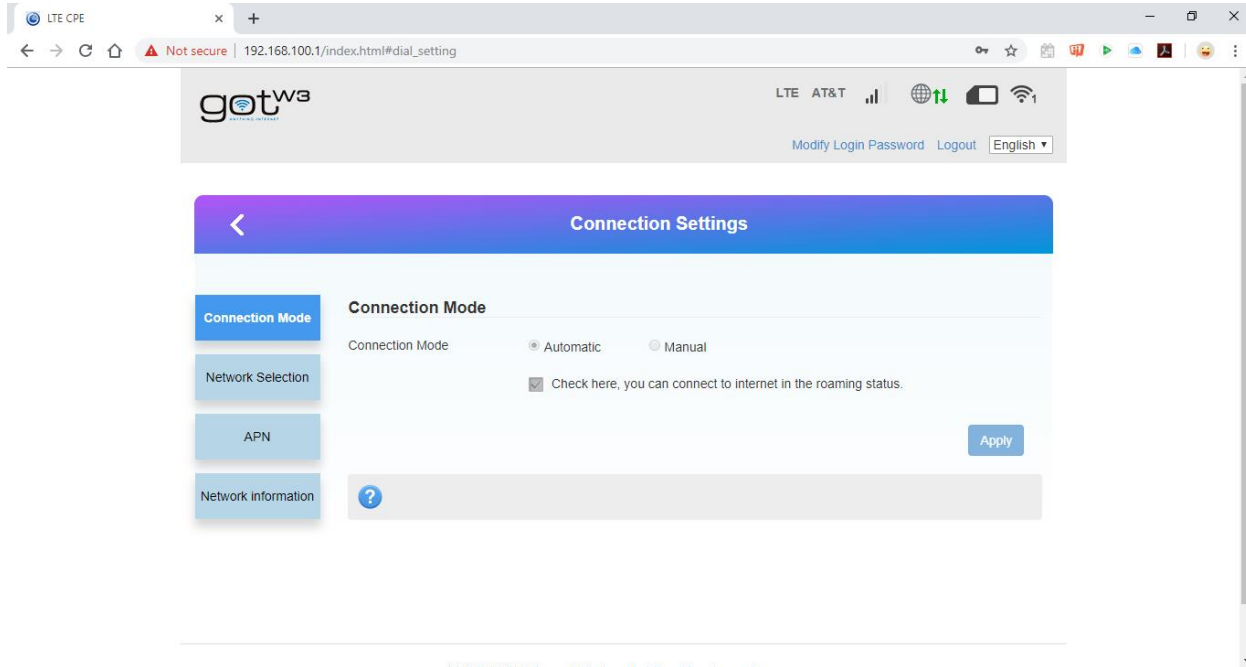 LTE CPE
Not secure | 192.168.100.1/index.html#dial_setting
gotw3
LTE AT&T 1
Modify Login Password Logout English
Connection Settings
Connection Mode
Network Selection
APN
Network information
Connection Mode
Connection Mode Automatic Manual
Check here, you can connect to internet in the roaming status.
Apply
?